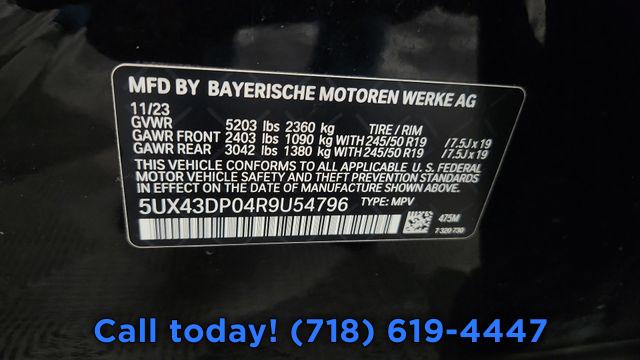 MFD BY BAYERISCHE MOTOREN WERKE AG
11/23
GVWR 5203 lbs 2360 kg TIRE / RIM
GAWR FRONT 2403 lbs 1090 kg WITH 245/50 R19 / 7.5J x 19
GAWR REAR 3042 lbs 1380 kg WITH 245/50 R19 / 7.5J x 19
THIS VEHICLE CONFORMS TO ALL APPLICABLE U. S. FEDERAL
MOTOR VEHICLE SAFETY AND THEFT PREVENTION STANDARDS
IN EFFECT ON THE DATE OF MANUFACTURE SHOWN ABOVE.
5UX43DP04R9U54796 TYPE: MPV
475M
7 320 730
Call today! (718) 619-4447